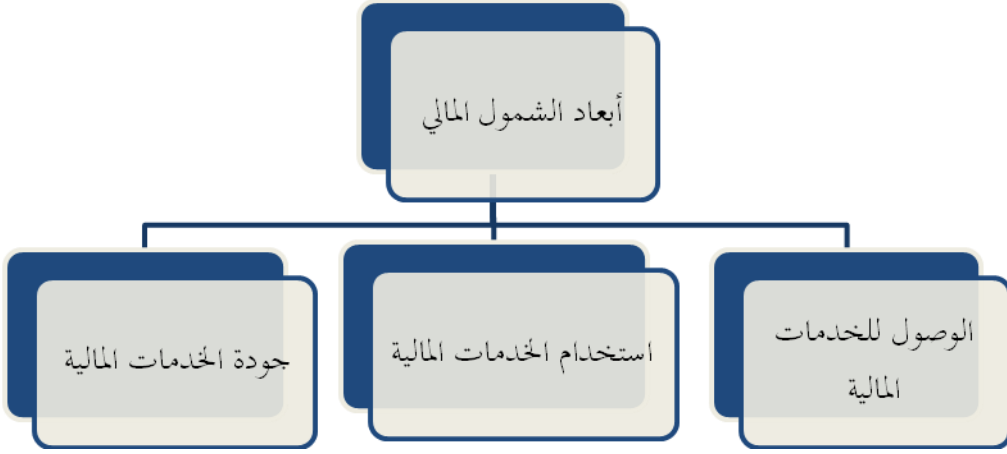 أبعاد الشمول المالي
الوصول للخدمات
المالية
استخدام الخدمات المالية
جودة الخدمات المالية